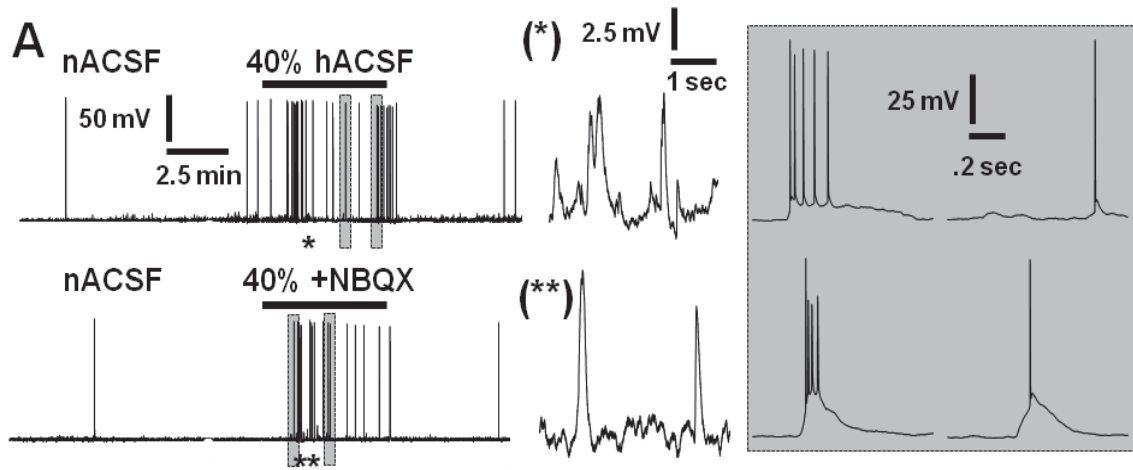 A
nACSF
40% hACSF
50 mV
2.5 min
*
(*)
2.5 mV
1 sec
25 mV
.2 sec
nACSF
40% +NBQX
**
(**)